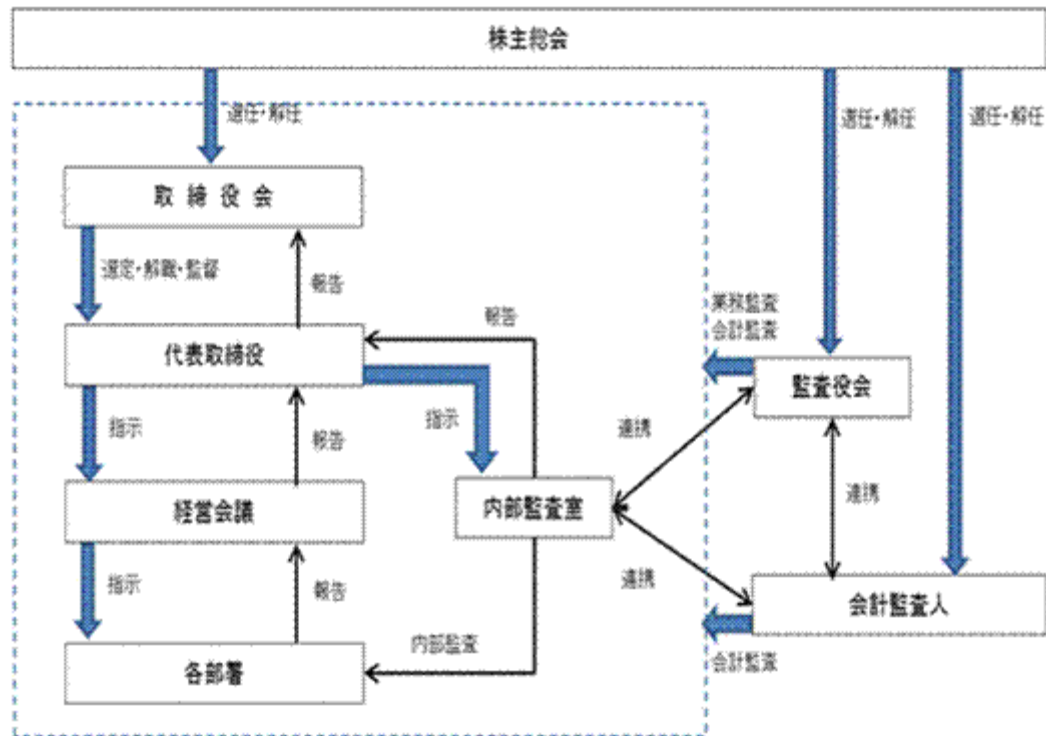 株主総会
選任・解任
選任・解任
選任・解任
取締役会
選定・解職・監督
報告
報告
業務監査
会計監査
代表取締役
監査役会
指示
報告
指示
連携
経営会議
内部監査室
連携
指示
報告
連携
会計監査人
内部監査
各部署
会計監査